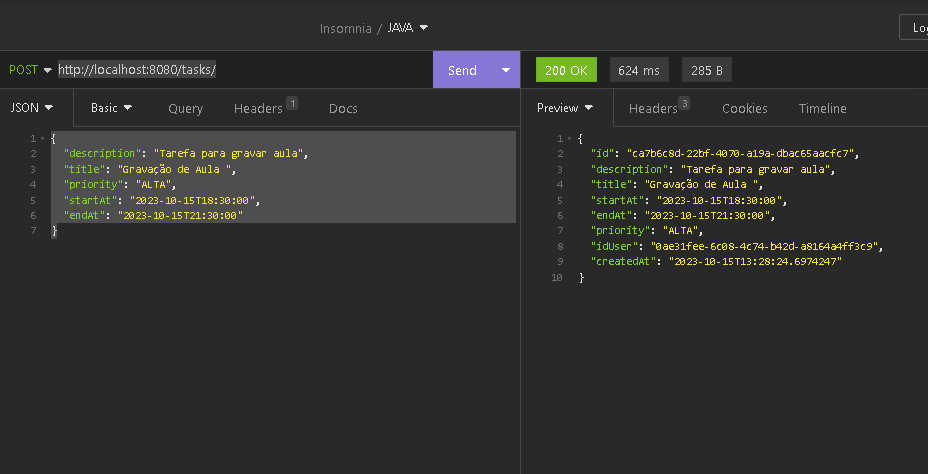 Insomnia / JAVA
Log
POST http://localhost:8080/tasks/ Send
200 OK 624 ms 285 B
JSON Basic Query Headers 1 Docs
Preview Headers 3 Cookies Timeline
1 {
2 "description": "Tarefa para gravar aula",
3 "title": "Gravação de Aula ",
4 "priority": "ALTA",
5 "startAt": "2023-10-15T18:30:00",
6 "endAt": "2023-10-15T21:30:00"
7 }
1 {
2 "id": "ca7b6c8d-22bf-4070-a19a-dbac65aacfc7",
3 "description": "Tarefa para gravar aula",
4 "title": "Gravação de Aula ",
5 "startAt": "2023-10-15T18:30:00",
6 "endAt": "2023-10-15T21:30:00",
7 "priority": "ALTA",
8 "idUser": "0ae31fee-6c08-4c74-b42d-a8164a4ff3c9",
9 "createdAt": "2023-10-15T13:28:24.6974247"
10 }